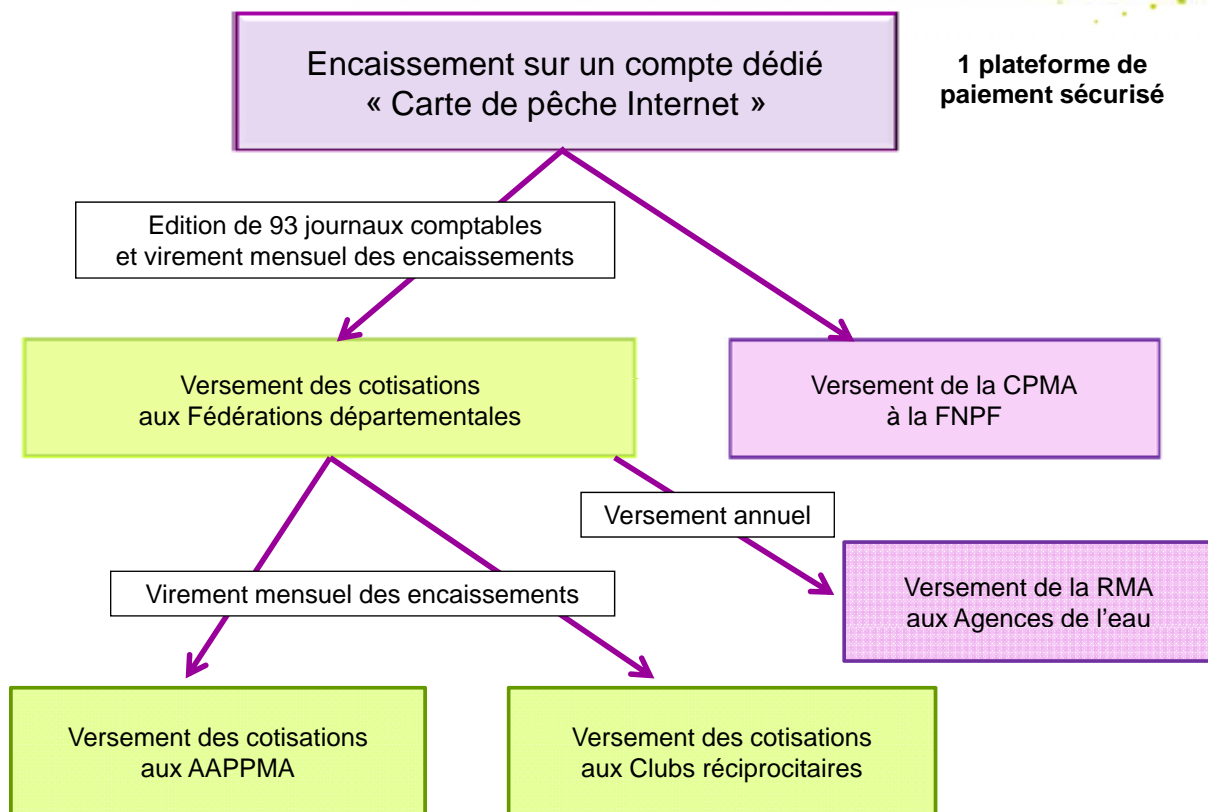 Encaissement sur un compte dédié
« Carte de pêche Internet »
1 plateforme de
paiement sécurisé
Edition de 93 journaux comptables
et virement mensuel des encaissements
Versement des cotisations
aux Fédérations départementales
Versement de la CPMA
à la FNPF
Versement annuel
Versement de la RMA
aux Agences de l'eau
Virement mensuel des encaissements
Versement des cotisations
aux AAPPMA
Versement des cotisations
aux Clubs réciprocitaires